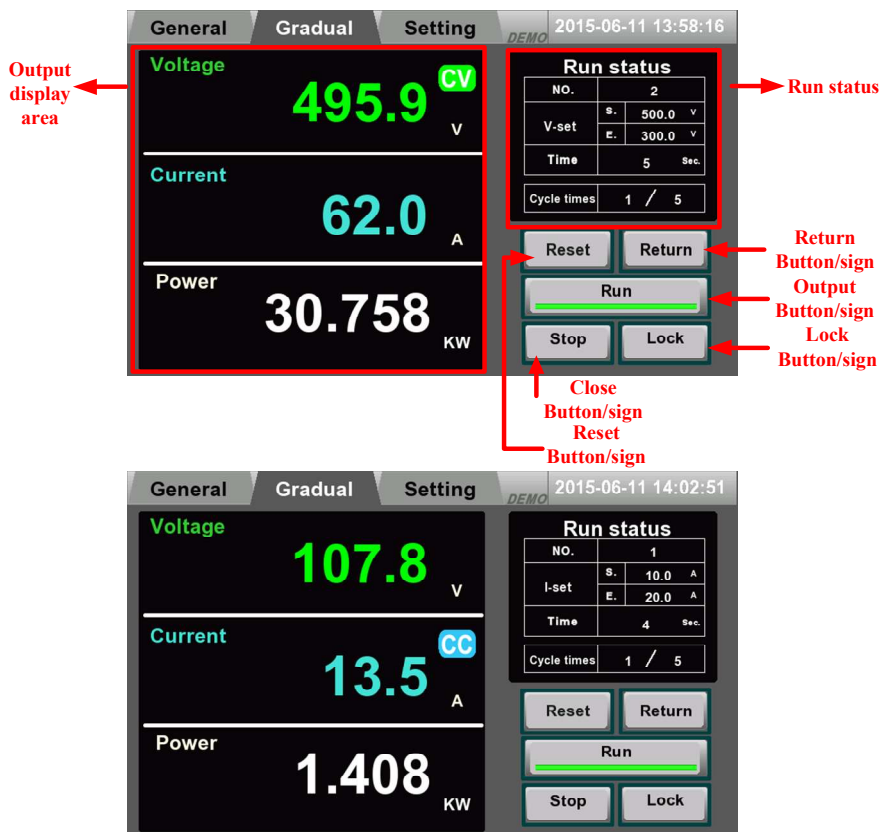 General Gradual Setting DEMO 2015-06-11 13:58:16
Output
display
area
Voltage
CV
495.9 V
Current
62.0 A
Power
30.758 KW
Run status
NO. 2
V-set S. 500.0 V
E. 300.0 V
Time 5 Sec.
Cycle times 1 / 5
Run status
Reset Return
Run
Stop Lock
Return
Button/sign
Output
Button/sign
Lock
Button/sign
Close
Button/sign
Reset
Button/sign
General Gradual Setting DEMO 2015-06-11 14:02:51
Voltage
107.8 V
Current
CC
13.5 A
Power
1.408 KW
Run status
NO. 1
I-set S. 10.0 A
E. 20.0 A
Time 4 Sec.
Cycle times 1 / 5
Reset Return
Run
Stop Lock